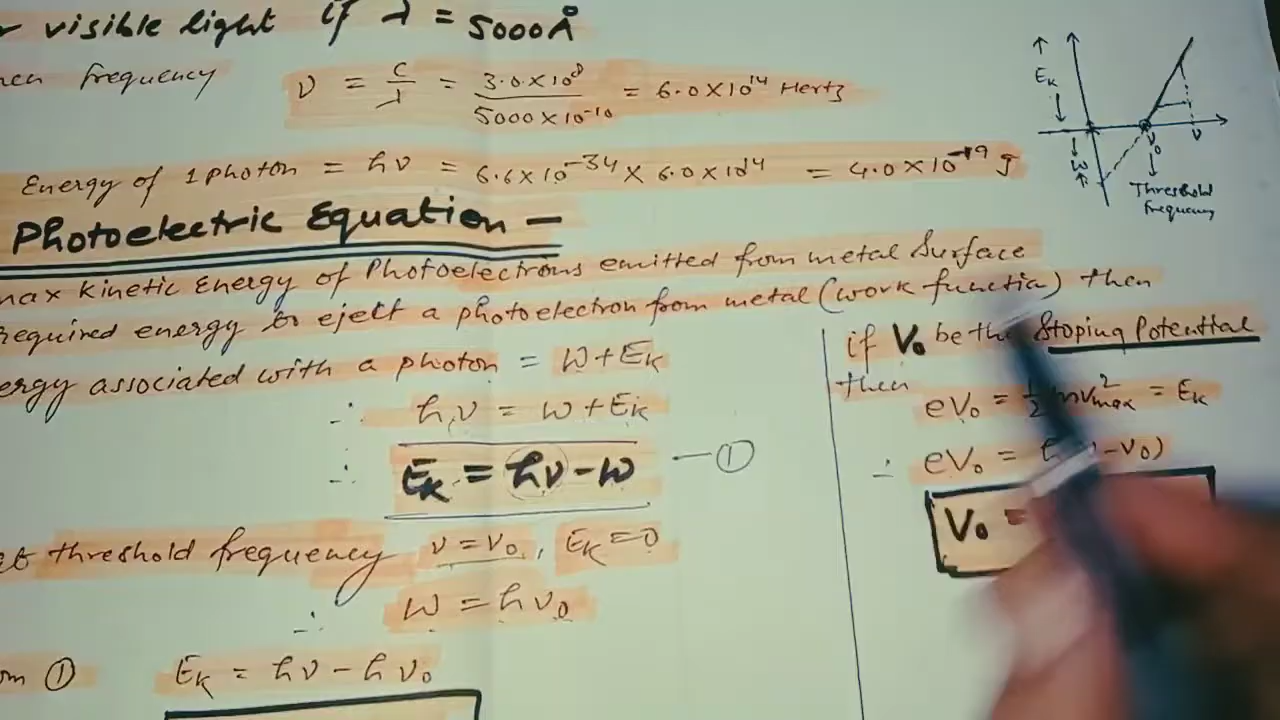 visible light if λ = 5000Å
frequency ν = c/λ = 3.0×10⁸/5000×10⁻¹⁰ = 6.0×10¹⁴ Hertz
Energy of 1 photon = hν = 6.6×10⁻³⁴ × 6.0×10¹⁴ = 4.0×10⁻¹⁹ J
Eₖ
W
ν₀
ν
Threshold
frequency
Photoelectric Equation –
max kinetic Energy of Photoelectrons emitted from metal Surface
required energy to eject a photoelectron from metal (work functio) then
ergy associated with a photon = W+Eₖ
∴ hν = W+Eₖ
∴ Eₖ = hν-W —①
at threshold frequency ν=ν₀, Eₖ=0
∴ W = hν₀
om ① Eₖ = hν - hν₀
if V₀ be the Stoping Potential
then
eV₀ = ½mv²max = Eₖ
∴ eV₀ = -ν₀)
V₀ =